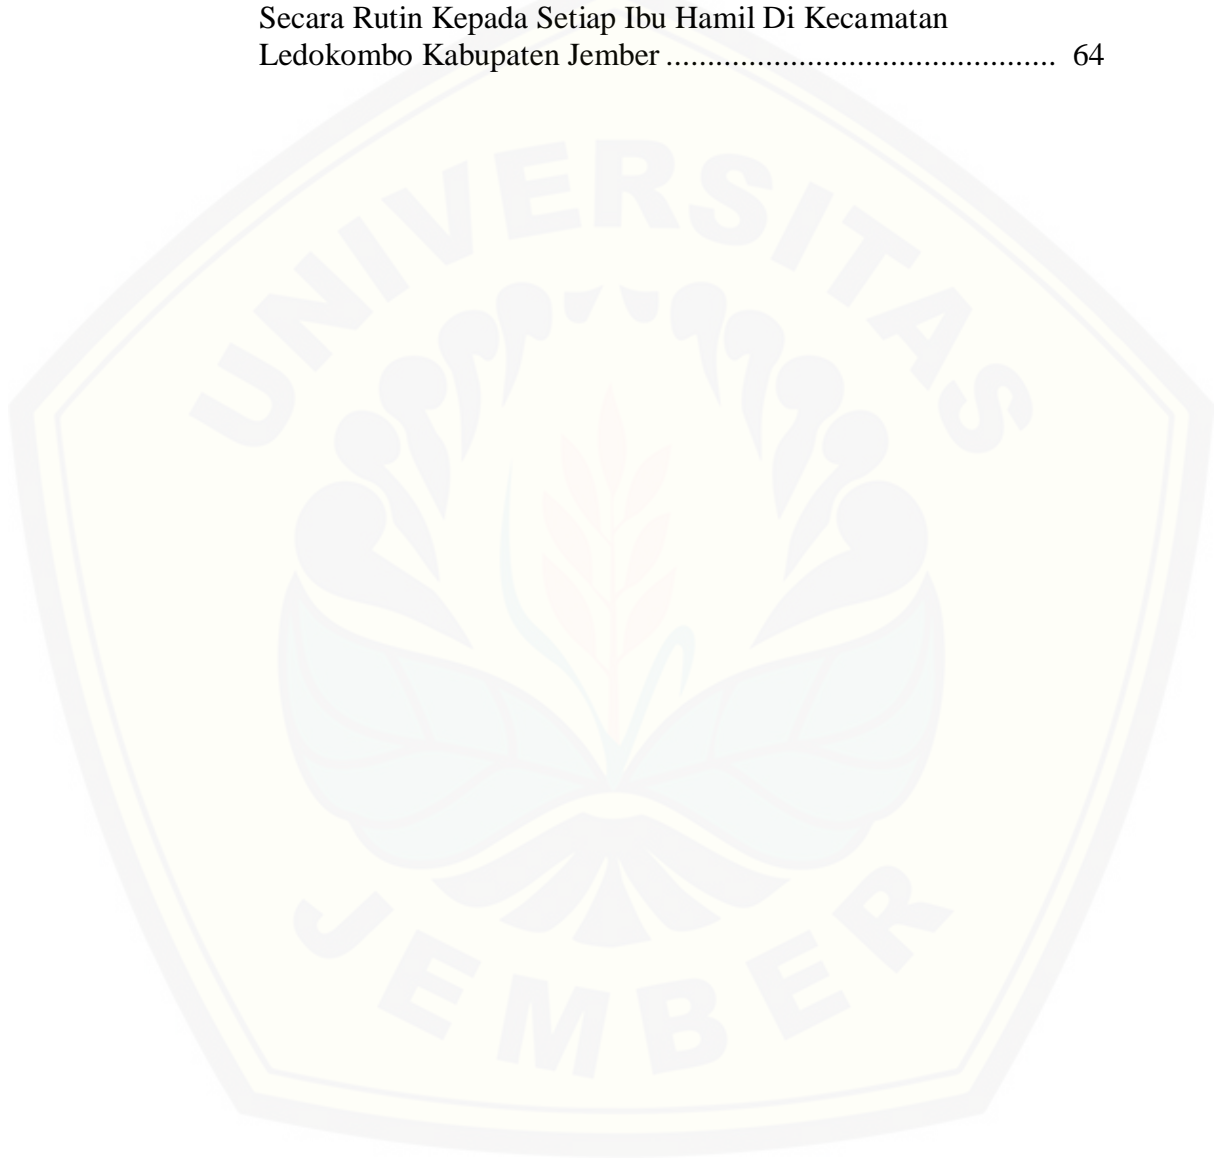 Secara Rutin Kepada Setiap Ibu Hamil Di Kecamatan
Ledokombo Kabupaten Jember ............................................... 64
UNIVERSITAS
JEMBER